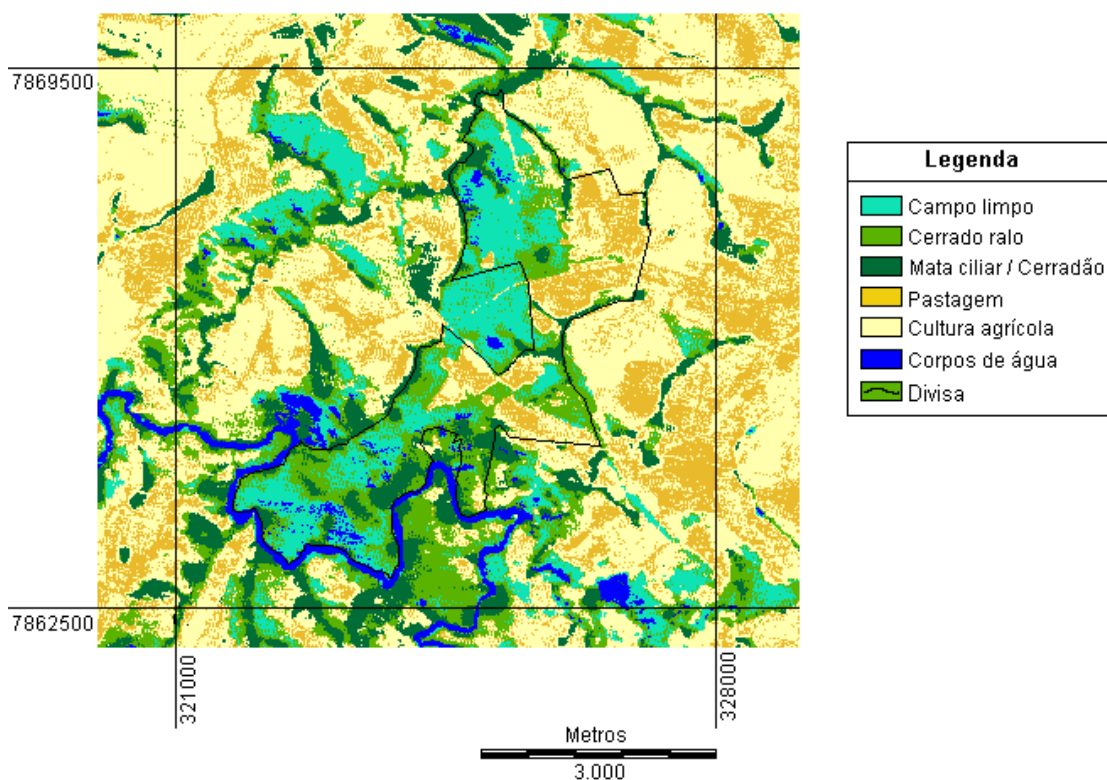 7869500
7862500
321000
328000
Metros
3.000
Legenda
Campo limpo
Cerrado ralo
Mata ciliar / Cerradão
Pastagem
Cultura agrícola
Corpos de água
Divisa